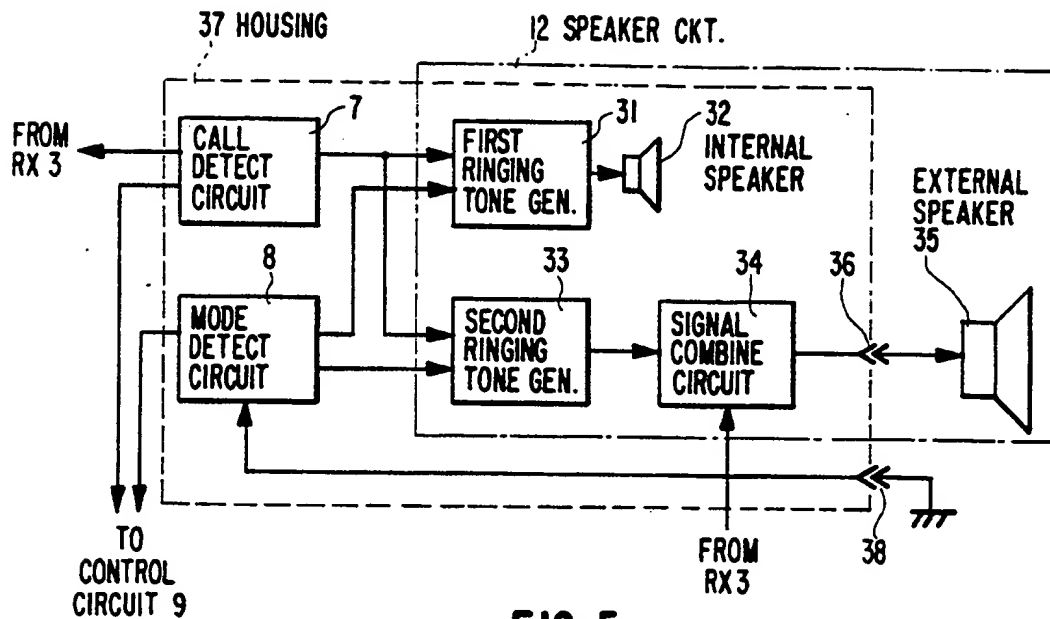 37 HOUSING
12 SPEAKER CKT.
FROM
RX 3
CALL
DETECT
CIRCUIT
7
FIRST
RINGING
TONE GEN.
31
32
INTERNAL
SPEAKER
EXTERNAL
SPEAKER
35
MODE
DETECT
CIRCUIT
8
SECOND
RINGING
TONE GEN.
33
SIGNAL
COMBINE
CIRCUIT
34
36
38
TO
CONTROL
CIRCUIT 9
FROM
RX3